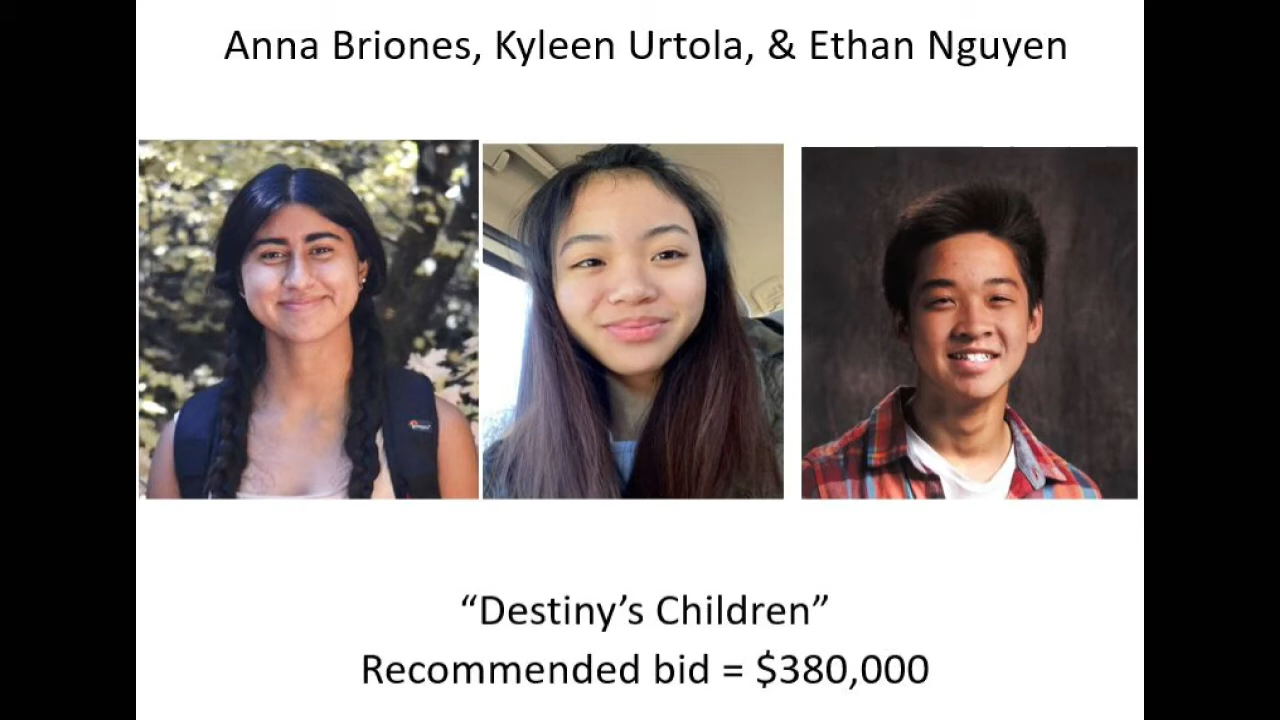 Anna Briones, Kyleen Urtola, & Ethan Nguyen
“Destiny’s Children”
Recommended bid = $380,000